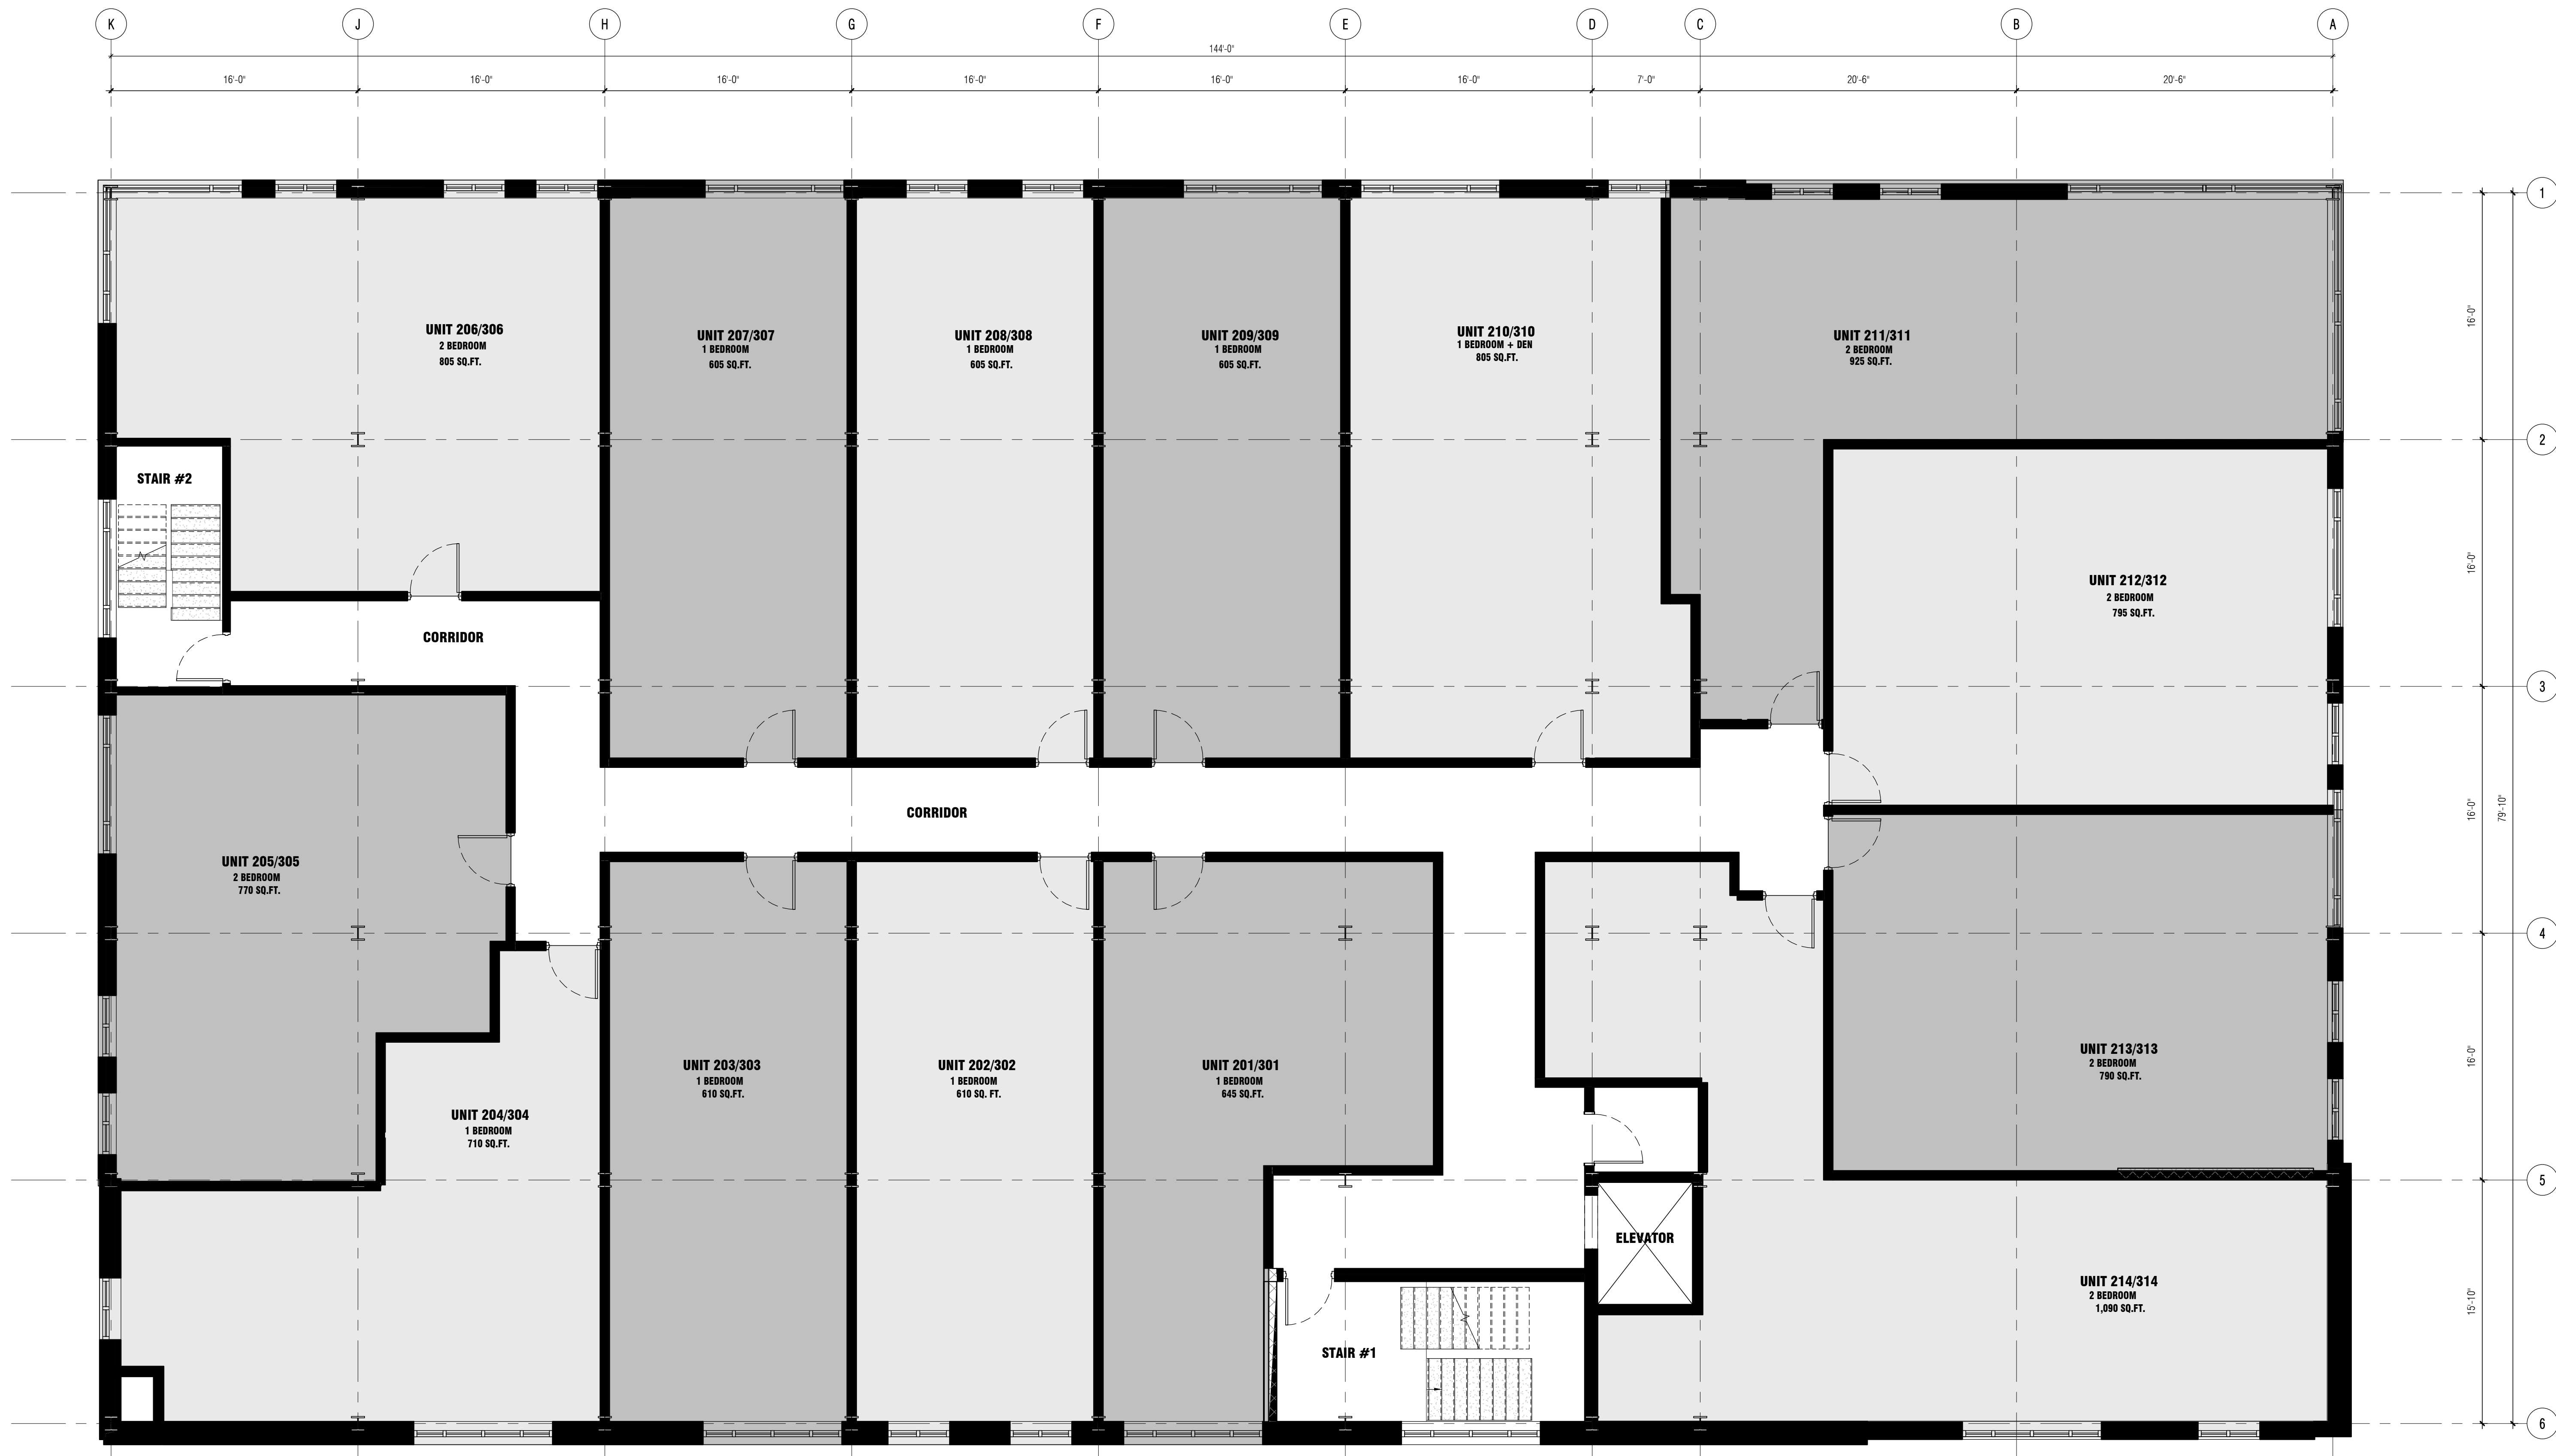 K J H G F E D C B A
144'-0"
16'-0" 16'-0" 16'-0" 16'-0" 16'-0" 16'-0" 7'-0" 20'-6" 20'-6"
1
2
3
4
5
6
16'-0"
16'-0"
16'-0"
16'-0"
15'-10"
79'-10"
UNIT 206/306
2 BEDROOM
805 SQ.FT.
UNIT 207/307
1 BEDROOM
605 SQ.FT.
UNIT 208/308
1 BEDROOM
605 SQ.FT.
UNIT 209/309
1 BEDROOM
605 SQ.FT.
UNIT 210/310
1 BEDROOM + DEN
805 SQ.FT.
UNIT 211/311
2 BEDROOM
925 SQ.FT.
STAIR #2
CORRIDOR
UNIT 212/312
2 BEDROOM
795 SQ.FT.
CORRIDOR
UNIT 205/305
2 BEDROOM
770 SQ.FT.
UNIT 204/304
1 BEDROOM
710 SQ.FT.
UNIT 203/303
1 BEDROOM
610 SQ.FT.
UNIT 202/302
1 BEDROOM
610 SQ. FT.
UNIT 201/301
1 BEDROOM
645 SQ.FT.
UNIT 213/313
2 BEDROOM
790 SQ.FT.
ELEVATOR
STAIR #1
UNIT 214/314
2 BEDROOM
1,090 SQ.FT.